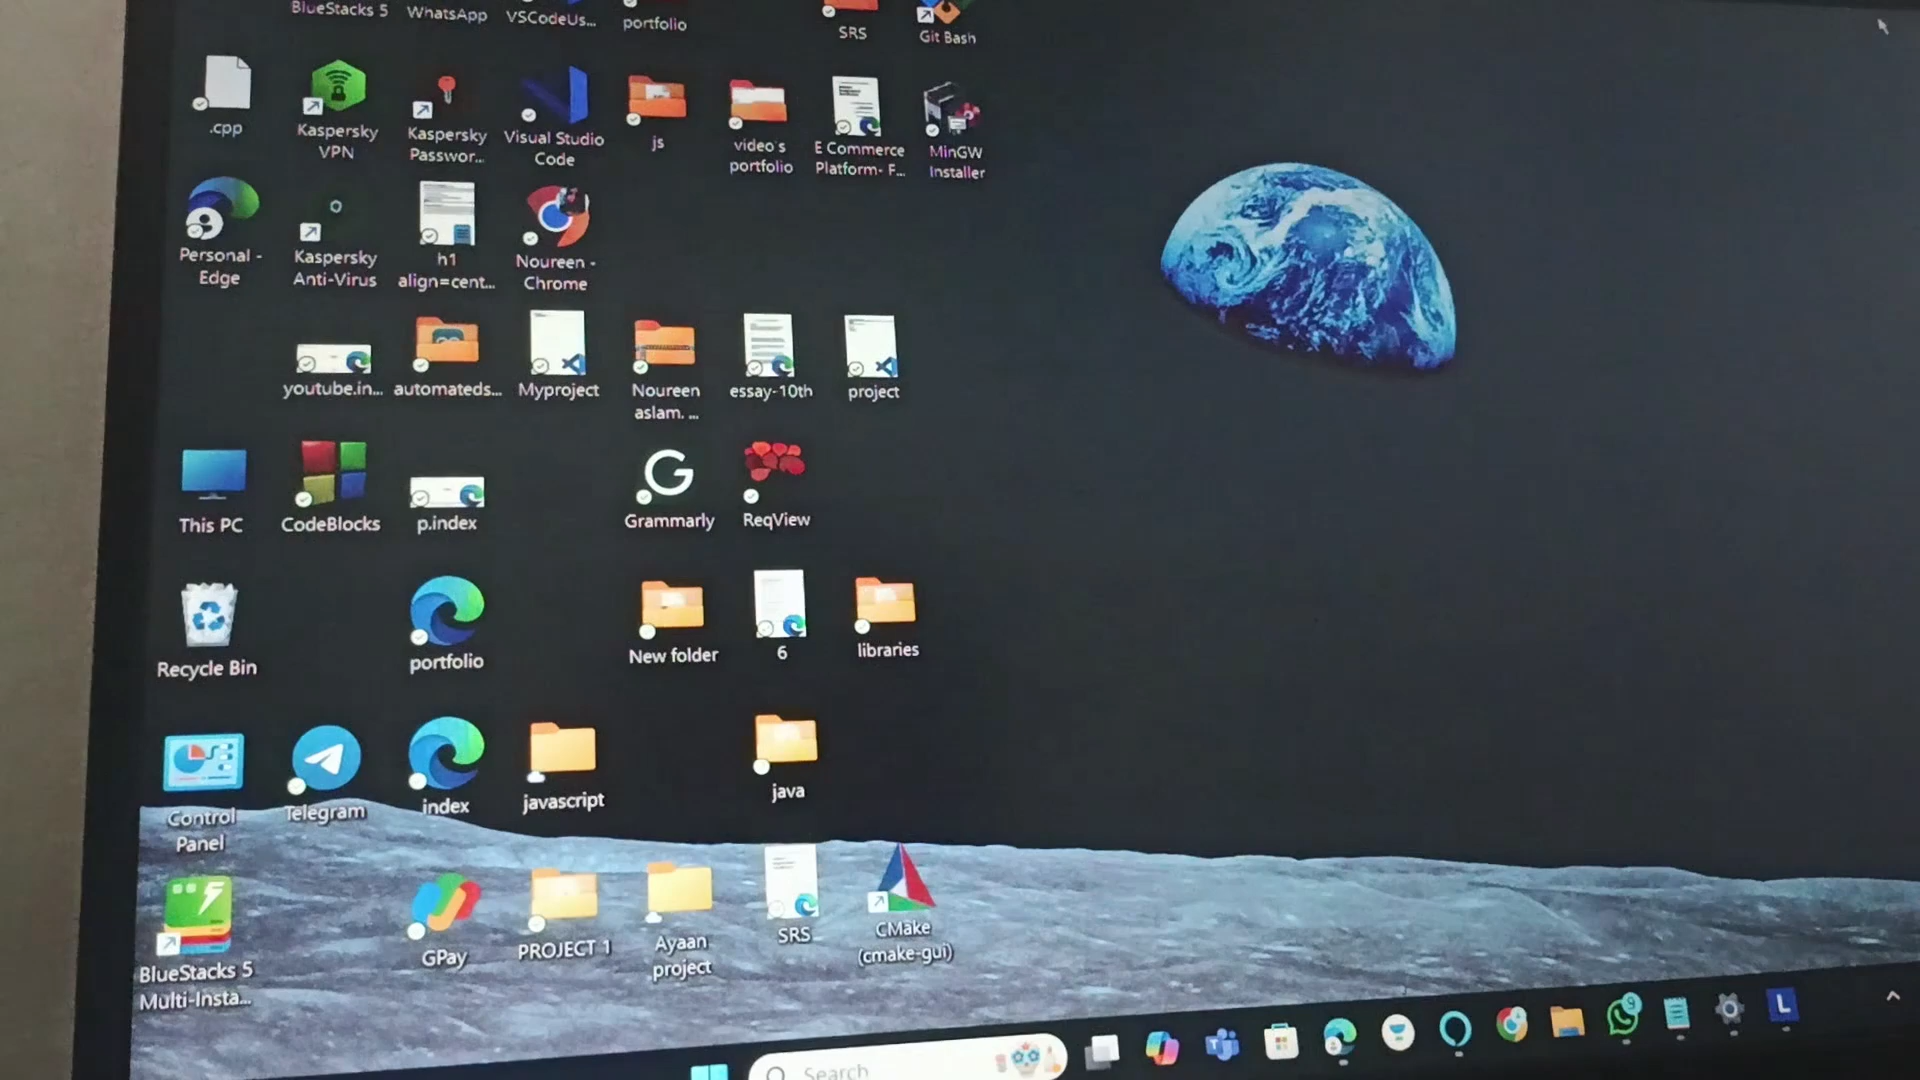 BlueStacks 5
WhatsApp
VSCodeUs...
portfolio
SRS
Git Bash
.cpp
Kaspersky
VPN
Kaspersky
Passwor...
Visual Studio
Code
js
video's
portfolio
E Commerce
Platform- F...
MinGW
Installer
Personal -
Edge
Kaspersky
Anti-Virus
h1
align=cent...
Noureen -
Chrome
youtube.in...
automateds...
Myproject
Noureen
aslam. ...
essay-10th
project
This PC
CodeBlocks
p.index
G
Grammarly
ReqView
Recycle Bin
portfolio
New folder
6
libraries
Control
Panel
Telegram
index
javascript
java
BlueStacks 5
Multi-Insta...
GPay
PROJECT 1
Ayaan
project
SRS
CMake
(cmake-gui)
Search
9
L